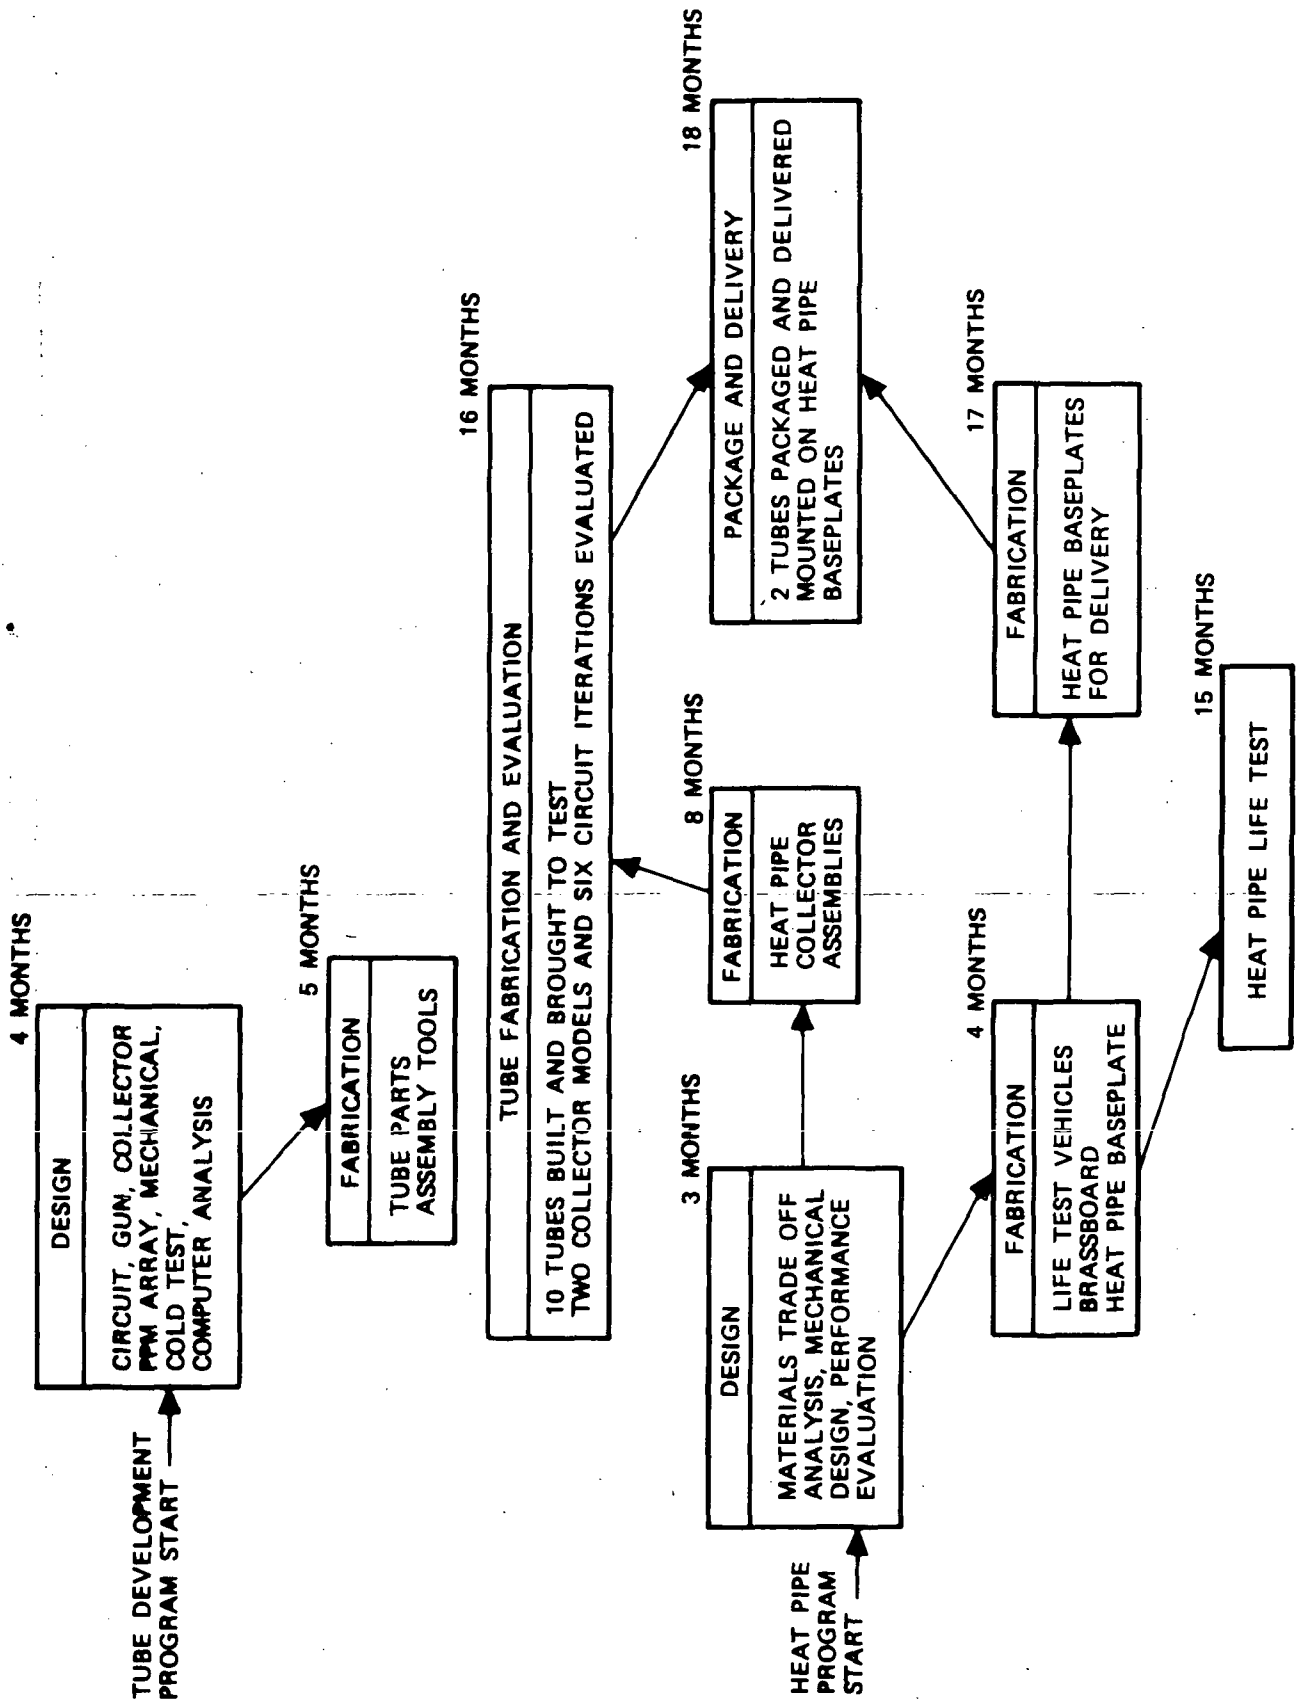 TUBE DEVELOPMENT
PROGRAM START
4 MONTHS
DESIGN
CIRCUIT, GUN, COLLECTOR
PPM ARRAY, MECHANICAL,
COLD TEST,
COMPUTER ANALYSIS
5 MONTHS
FABRICATION
TUBE PARTS
ASSEMBLY TOOLS
16 MONTHS
TUBE FABRICATION AND EVALUATION
10 TUBES BUILT AND BROUGHT TO TEST
TWO COLLECTOR MODELS AND SIX CIRCUIT ITERATIONS EVALUATED
HEAT PIPE
PROGRAM
START
3 MONTHS
DESIGN
MATERIALS TRADE OFF
ANALYSIS, MECHANICAL
DESIGN, PERFORMANCE
EVALUATION
8 MONTHS
FABRICATION
HEAT PIPE
COLLECTOR
ASSEMBLIES
18 MONTHS
PACKAGE AND DELIVERY
2 TUBES PACKAGED AND DELIVERED
MOUNTED ON HEAT PIPE
BASEPLATES
4 MONTHS
FABRICATION
LIFE TEST VEHICLES
BRASSBOARD
HEAT PIPE BASEPLATE
17 MONTHS
FABRICATION
HEAT PIPE BASEPLATES
FOR DELIVERY
15 MONTHS
HEAT PIPE LIFE TEST